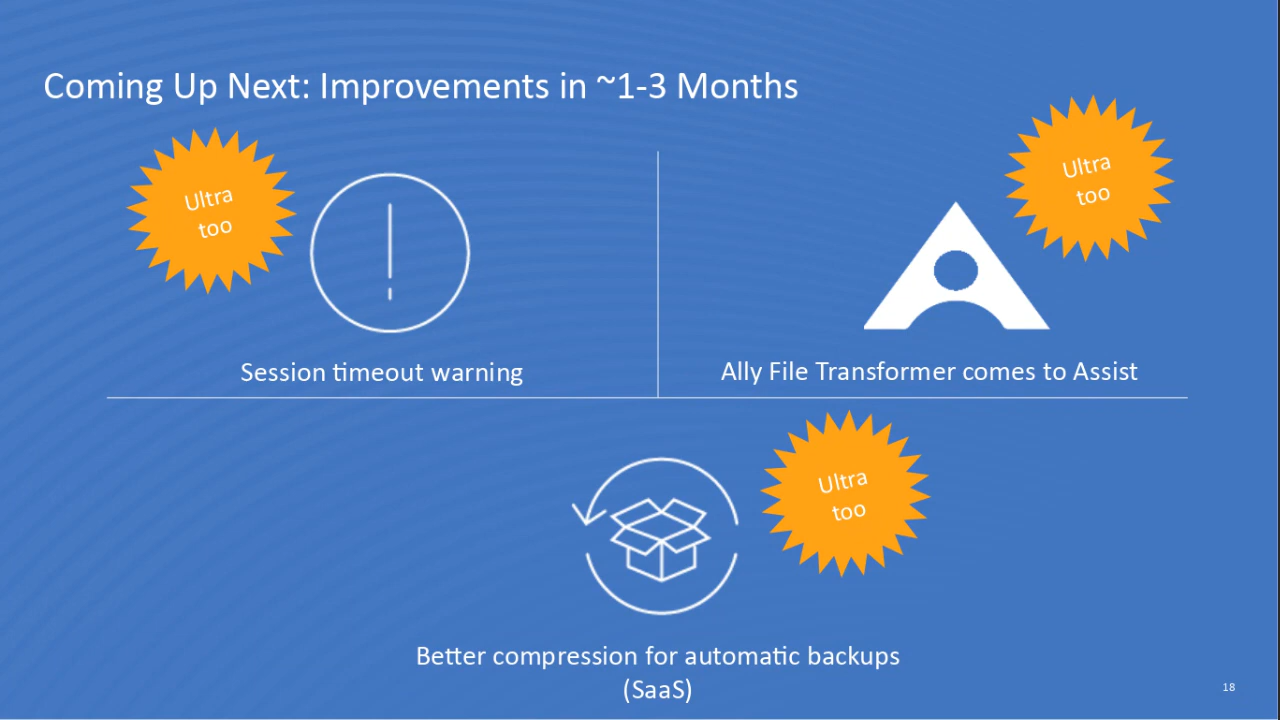 Coming Up Next: Improvements in ~1-3 Months
Ultra
too
Session timeout warning
Ultra
too
Ally File Transformer comes to Assist
Ultra
too
Better compression for automatic backups
(SaaS)
18